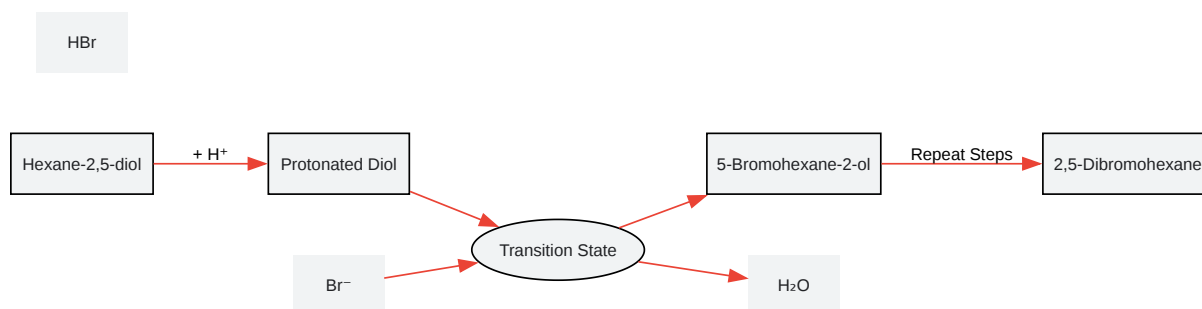 HBr
Hexane-2,5-diol
+ H⁺
Protonated Diol
5-Bromohexane-2-ol
Repeat Steps
2,5-Dibromohexane
Transition State
Br⁻
H₂O